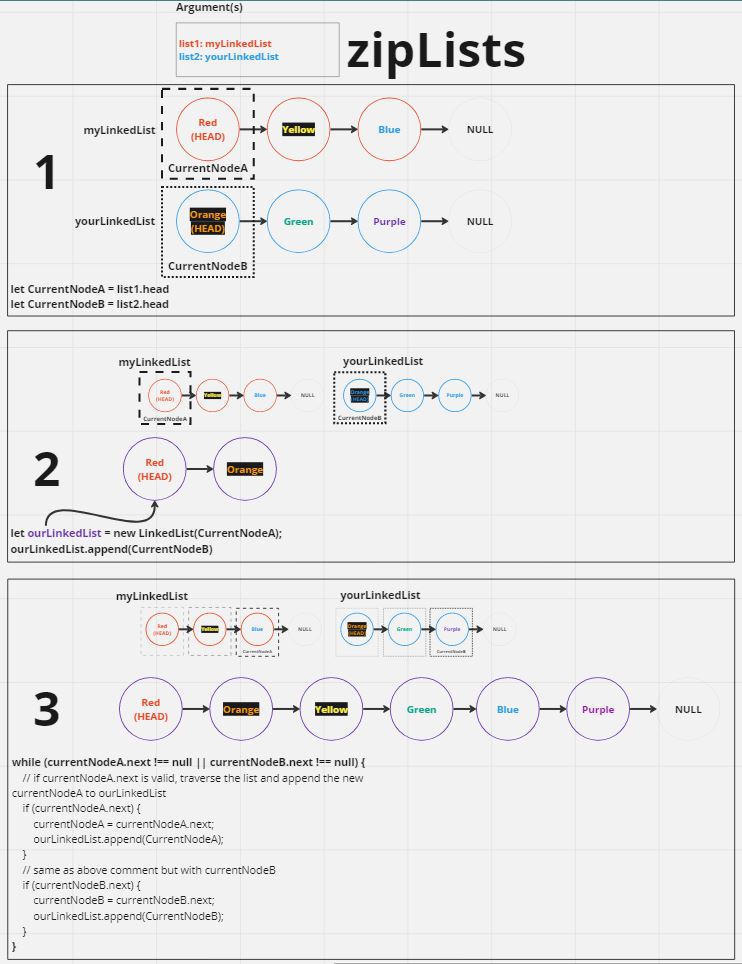 Argument(s)
list1: myLinkedList
list2: yourLinkedList
zipLists
1
myLinkedList
Red
(HEAD)
Yellow
Blue
NULL
CurrentNodeA
yourLinkedList
Orange
(HEAD)
Green
Purple
NULL
CurrentNodeB
let CurrentNodeA = list1.head
let CurrentNodeB = list2.head
2
myLinkedList
Red
(HEAD)
Yellow
Blue
NULL
CurrentNodeA
yourLinkedList
Orange
(HEAD)
Green
Purple
NULL
CurrentNodeB
Red
(HEAD)
Orange
let ourLinkedList = new LinkedList(CurrentNodeA);
ourLinkedList.append(CurrentNodeB)
3
myLinkedList
Red
(HEAD)
Yellow
Blue
NULL
CurrentNodeA
yourLinkedList
Orange
(HEAD)
Green
Purple
NULL
CurrentNodeB
Red
(HEAD)
Orange
Yellow
Green
Blue
Purple
NULL
while (currentNodeA.next !== null || currentNodeB.next !== null) {
// if currentNodeA.next is valid, traverse the list and append the new
currentNodeA to ourLinkedList
if (currentNodeA.next) {
currentNodeA = currentNodeA.next;
ourLinkedList.append(CurrentNodeA);
}
// same as above comment but with currentNodeB
if (currentNodeB.next) {
currentNodeB = currentNodeB.next;
ourLinkedList.append(CurrentNodeB);
}
}